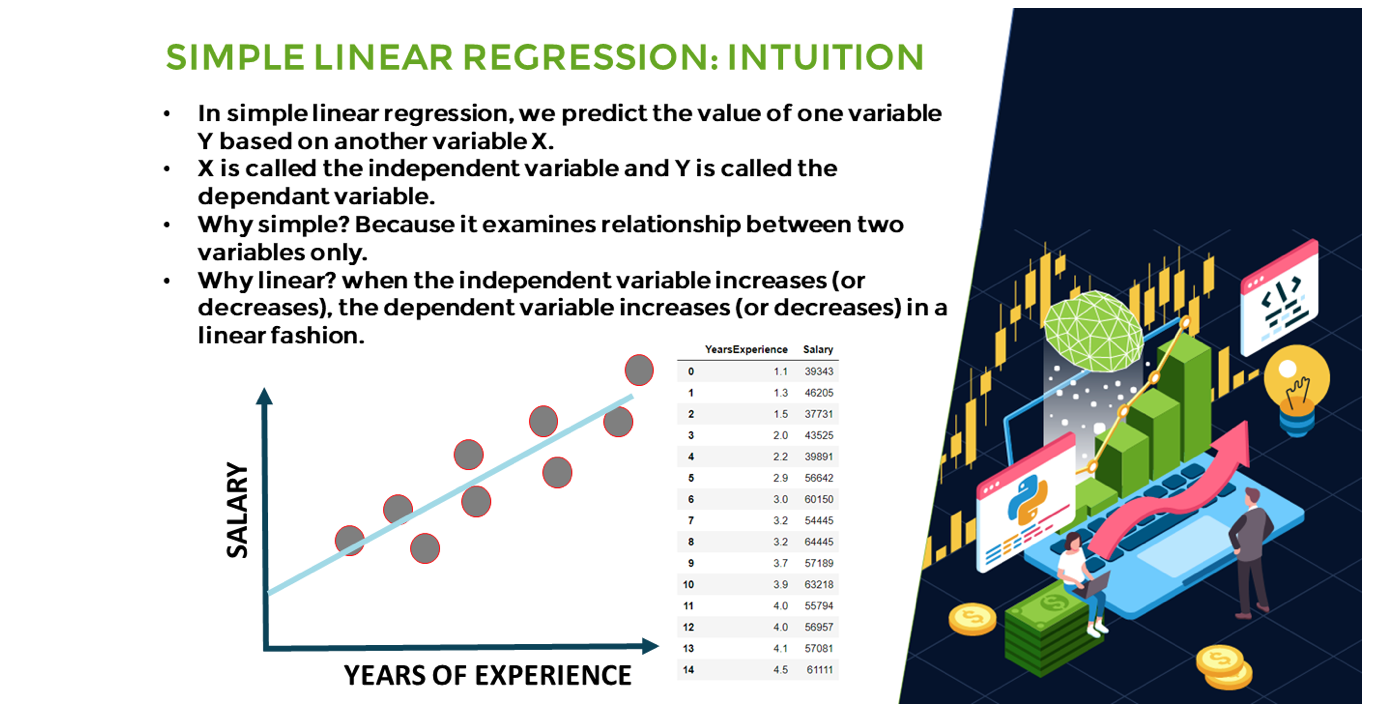 SIMPLE LINEAR REGRESSION: INTUITION
• In simple linear regression, we predict the value of one variable
Y based on another variable X.
• X is called the independent variable and Y is called the
dependant variable.
• Why simple? Because it examines relationship between two
variables only.
• Why linear? when the independent variable increases (or
decreases), the dependent variable increases (or decreases) in a
linear fashion.
SALARY
YEARS OF EXPERIENCE
YearsExperience Salary
0 1.1 39343
1 1.3 46205
2 1.5 37731
3 2.0 43525
4 2.2 39891
5 2.9 56642
6 3.0 60150
7 3.2 54445
8 3.2 64445
9 3.7 57189
10 3.9 63218
11 4.0 55794
12 4.0 56957
13 4.1 57081
14 4.5 61111